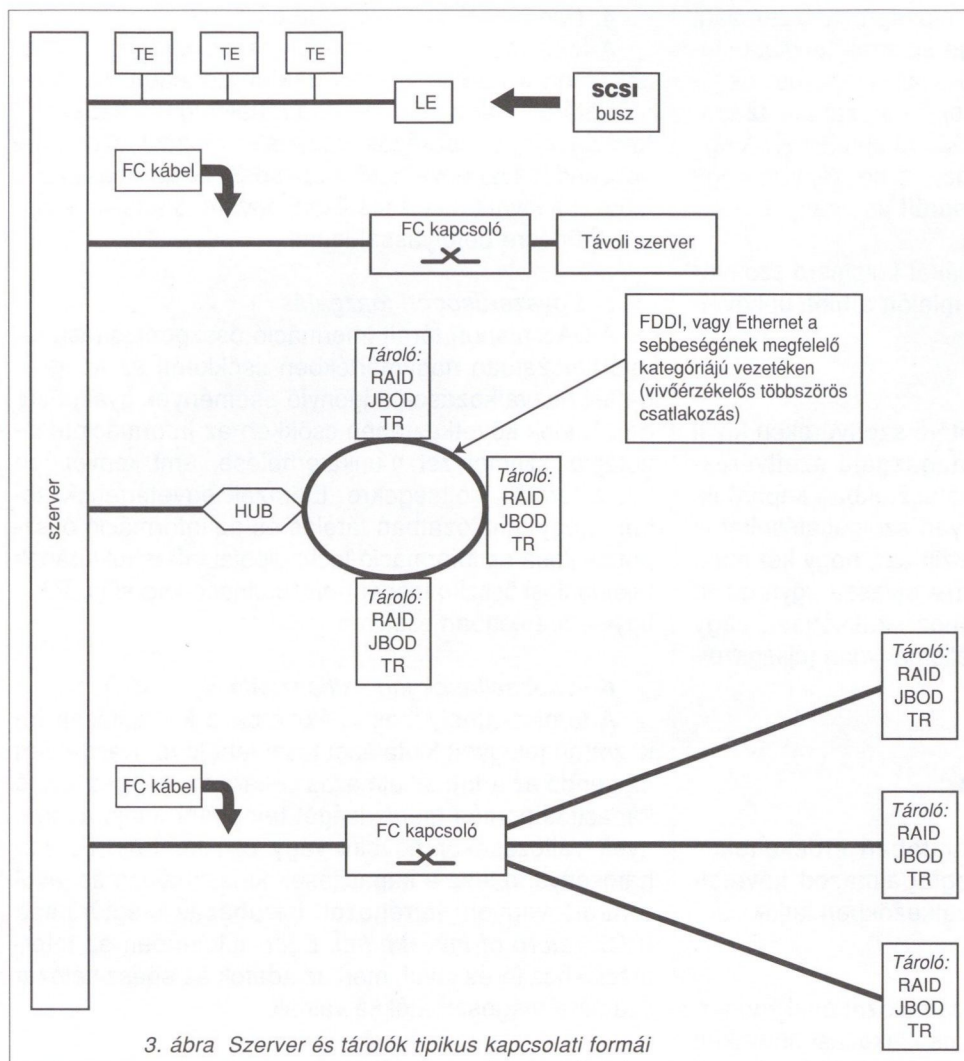 TE
TE
TE
LE
SCSI
busz
FC kábel
FC kapcsoló
Távoli szerver
FDDI, vagy Ethernet a
sebbeségének megfelelő
kategóriájú vezetéken
(vivőérzékelős többszörös
csatlakozás)
Tároló:
RAID
JBOD
TR
szerver
HUB
Tároló:
RAID
JBOD
TR
Tároló:
RAID
JBOD
TR
Tároló:
RAID
JBOD
TR
FC kábel
FC kapcsoló
Tároló:
RAID
JBOD
TR
Tároló:
RAID
JBOD
TR
3. ábra Szerver és tárolók tipikus kapcsolati formái